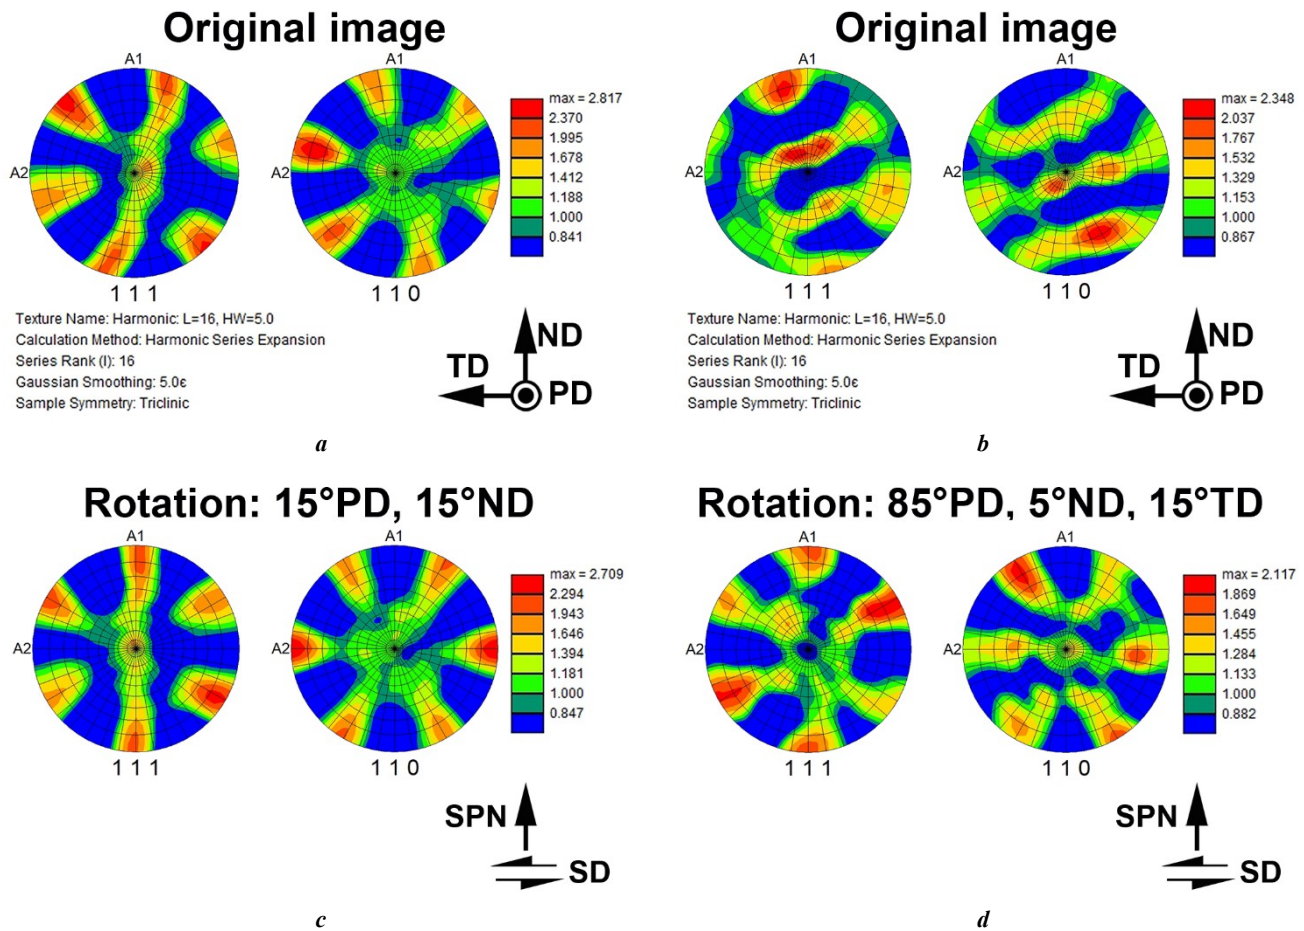 Original image
A1
A2
1 1 1
A1
A2
1 1 0
max = 2.817
2.370
1.995
1.678
1.412
1.188
1.000
0.841
Texture Name: Harmonic: L=16, HW=5.0
Calculation Method: Harmonic Series Expansion
Series Rank (l): 16
Gaussian Smoothing: 5.0ε
Sample Symmetry: Triclinic
ND
TD
PD
a
Original image
A1
A2
1 1 1
A1
A2
1 1 0
max = 2.348
2.037
1.767
1.532
1.329
1.153
1.000
0.867
Texture Name: Harmonic: L=16, HW=5.0
Calculation Method: Harmonic Series Expansion
Series Rank (l): 16
Gaussian Smoothing: 5.0ε
Sample Symmetry: Triclinic
ND
TD
PD
b
Rotation: 15°PD, 15°ND
A1
A2
1 1 1
A1
A2
1 1 0
max = 2.709
2.294
1.943
1.646
1.394
1.181
1.000
0.847
SPN
SD
c
Rotation: 85°PD, 5°ND, 15°TD
A1
A2
1 1 1
A1
A2
1 1 0
max = 2.117
1.869
1.649
1.455
1.284
1.133
1.000
0.882
SPN
SD
d